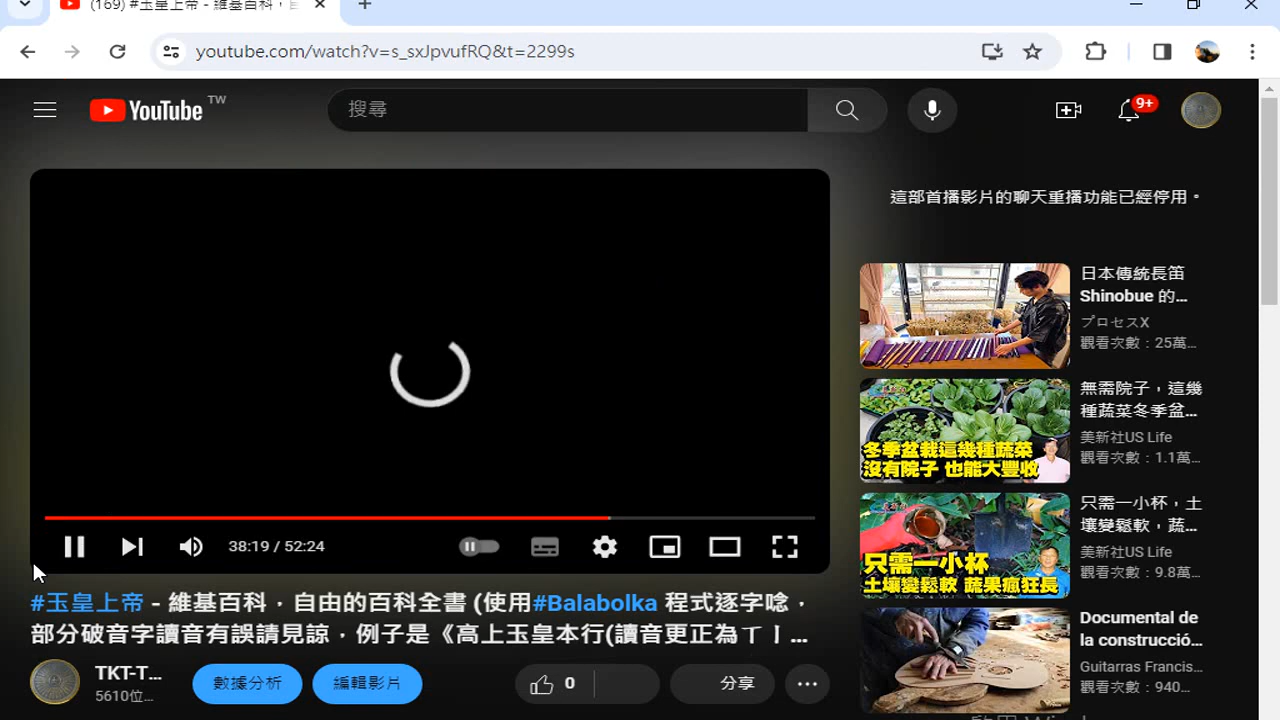 (169) #玉皇上帝 - 維基百科，自
youtube.com/watch?v=s_sxJpvufRQ&t=2299s
YouTube TW
搜尋
9+
這部首播影片的聊天重播功能已經停用。
38:19 / 52:24
#玉皇上帝 - 維基百科，自由的百科全書 (使用#Balabolka 程式逐字唸，
部分破音字讀音有誤請見諒，例子是《高上玉皇本行(讀音更正為ㄒㄧ...
TKT-T...
5610位...
數據分析
編輯影片
0
分享
日本傳統長笛
Shinobue 的...
プロセスX
觀看次數：25萬...
冬季盆栽這幾種蔬菜
沒有院子 也能大豐收
無需院子，這幾
種蔬菜冬季盆...
美新社US Life
觀看次數：1.1萬...
只需一小杯
土壤變鬆軟 蔬果瘋狂長
只需一小杯，土
壤變鬆軟，蔬...
美新社US Life
觀看次數：9.8萬...
Documental de
la construcció...
Guitarras Francis...
觀看次數：940...